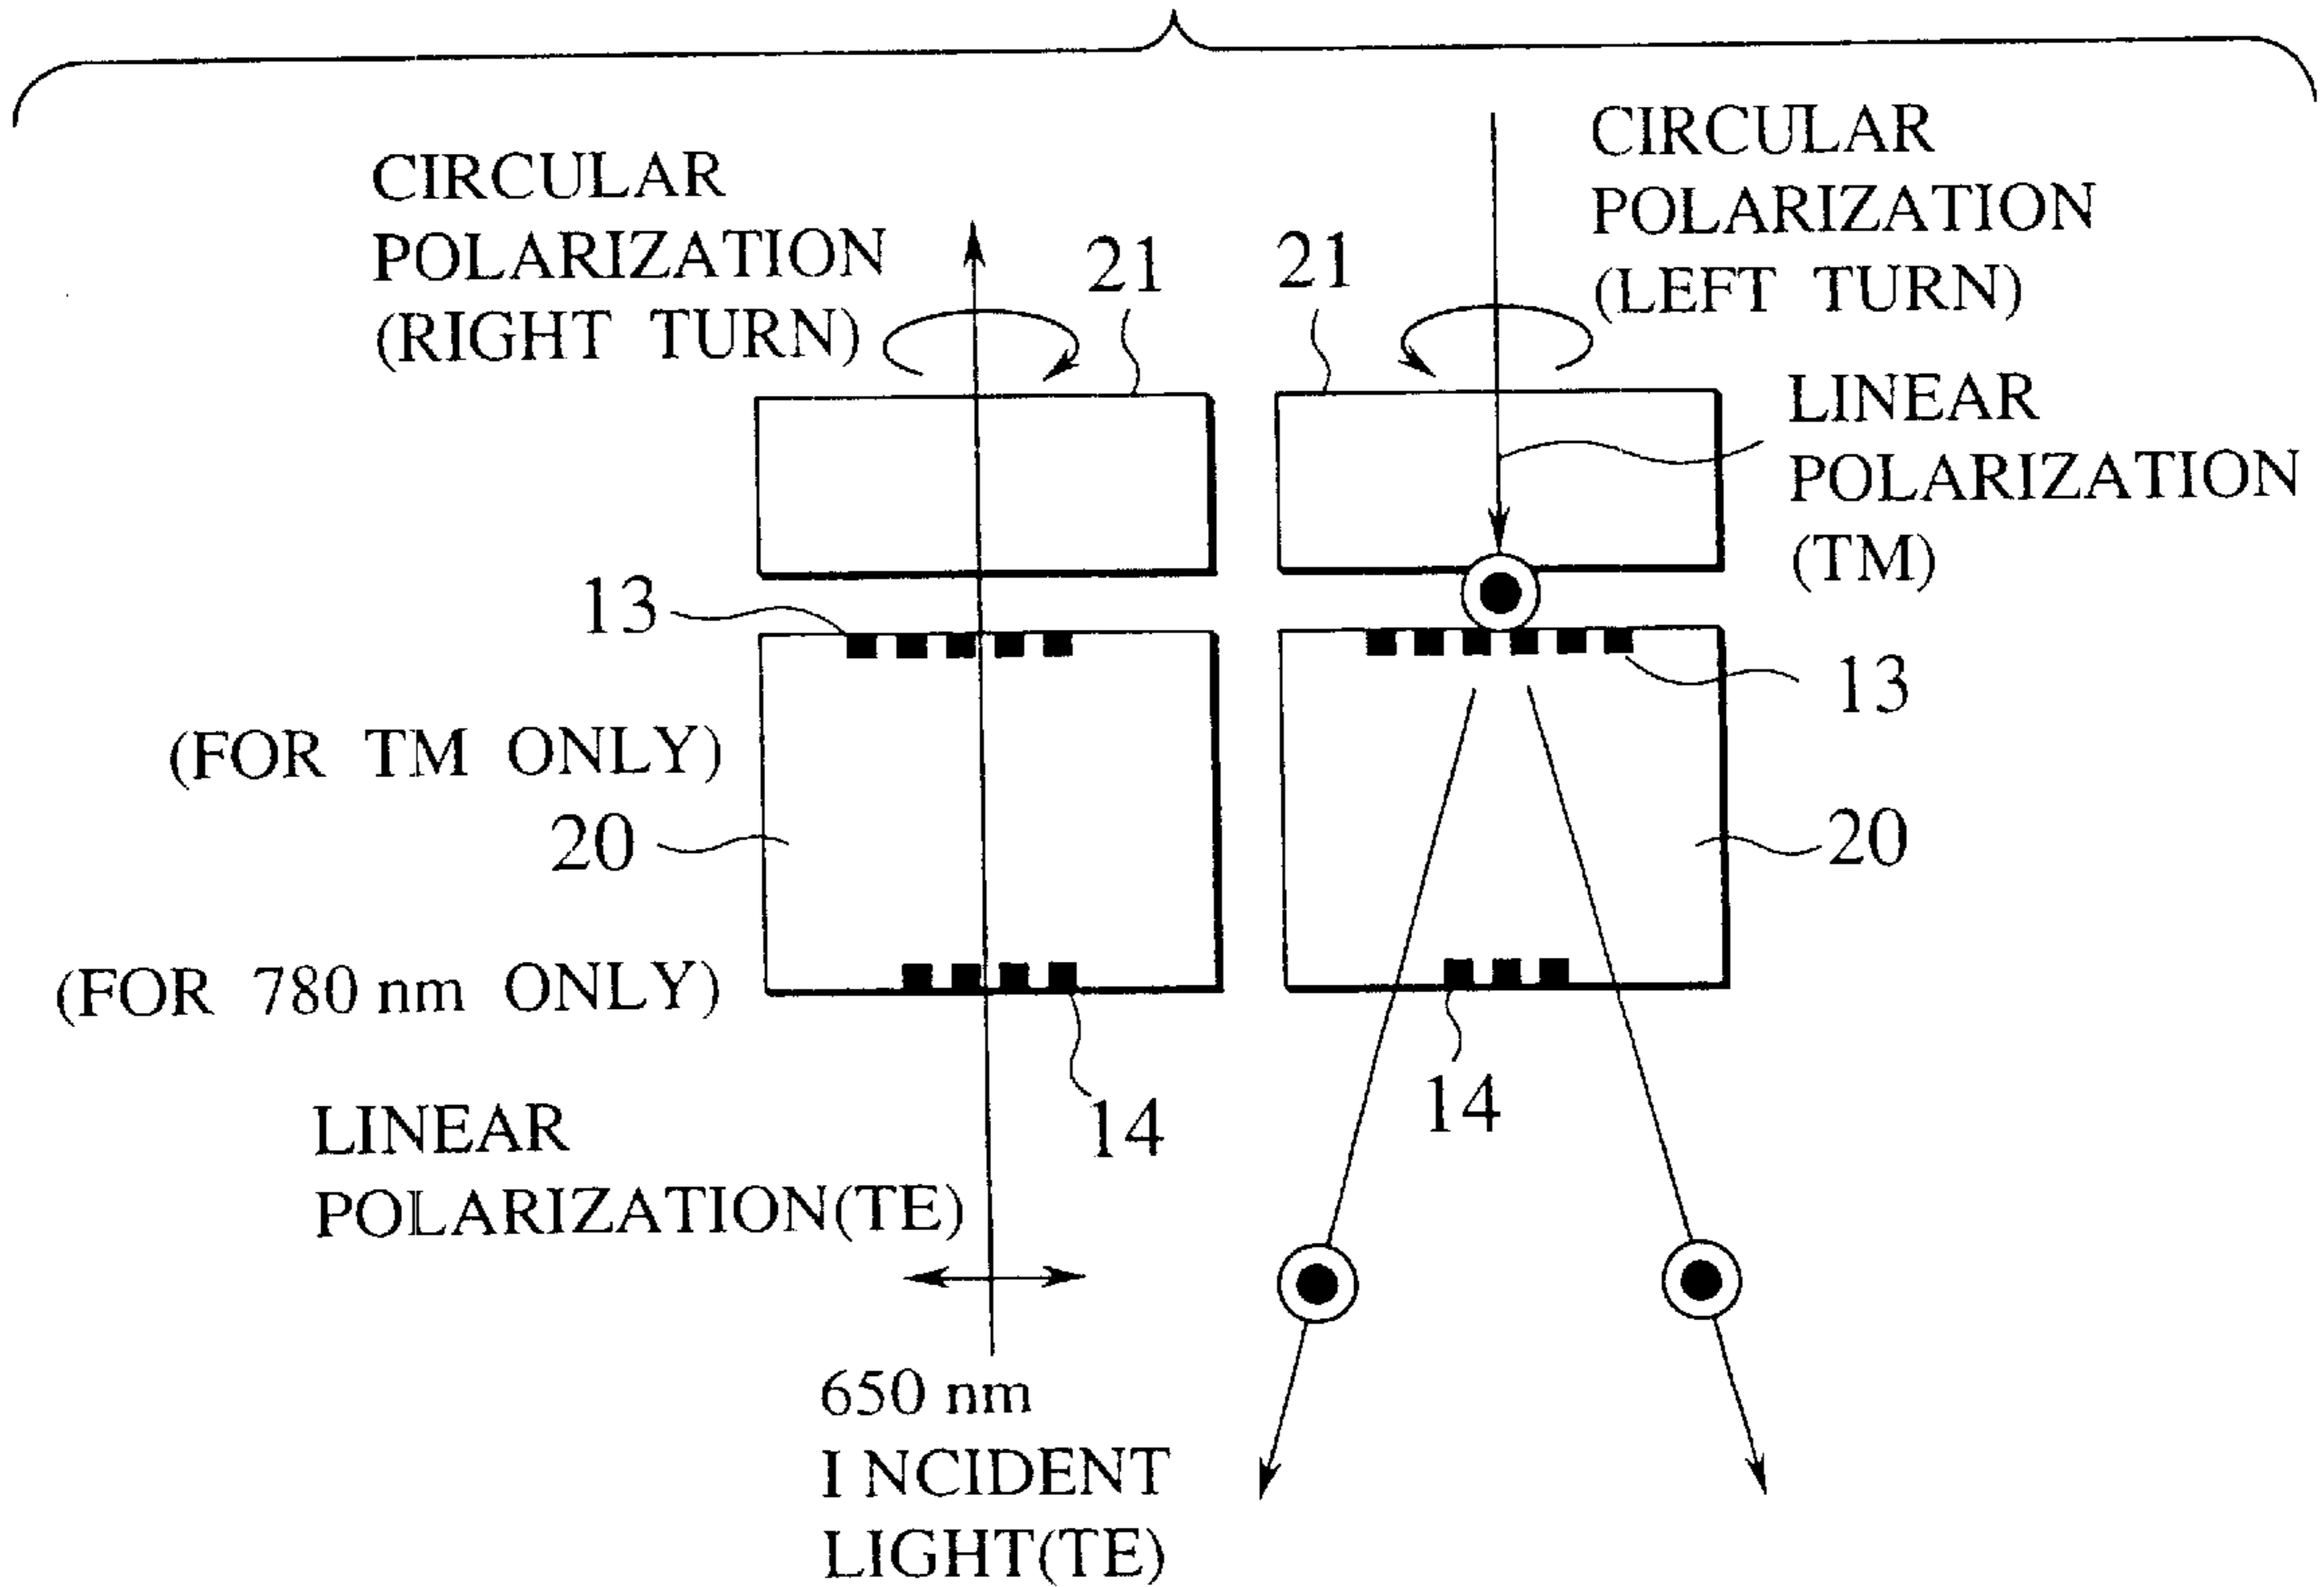 CIRCULAR
POLARIZATION
(RIGHT TURN)
21
21
CIRCULAR
POLARIZATION
(LEFT TURN)
LINEAR
POLARIZATION
(TM)
13
13
(FOR TM ONLY)
20
20
(FOR 780 nm ONLY)
14
14
LINEAR
POLARIZATION(TE)
650 nm
I NCIDENT
LIGHT(TE)